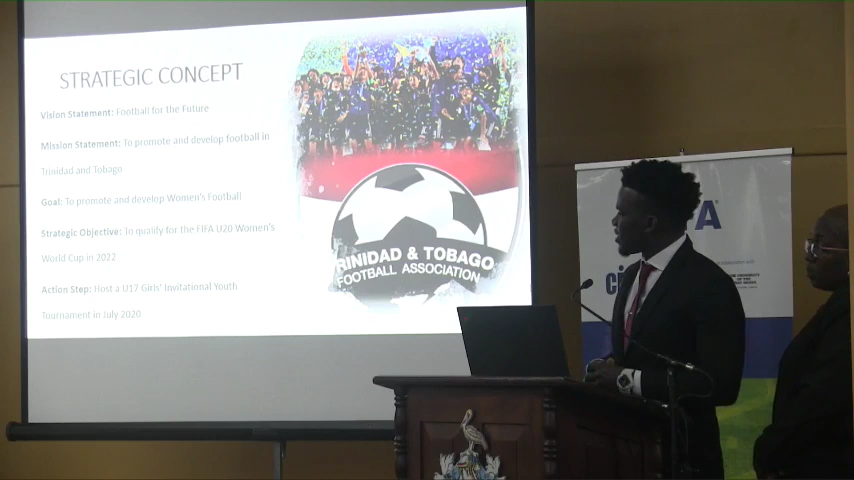 STRATEGIC CONCEPT
Vision Statement: Football for the Future
Mission Statement: To promote and develop football in
Trinidad and Tobago
Goal: To promote and develop Women's Football
Strategic Objective: To qualify for the FIFA U20 Women's
World Cup in 2022
Action Step: Host a U17 Girls' Invitational Youth
Tournament in July 2020
RINIDAD & TOBAGO
FOOTBALL ASSOCIATION